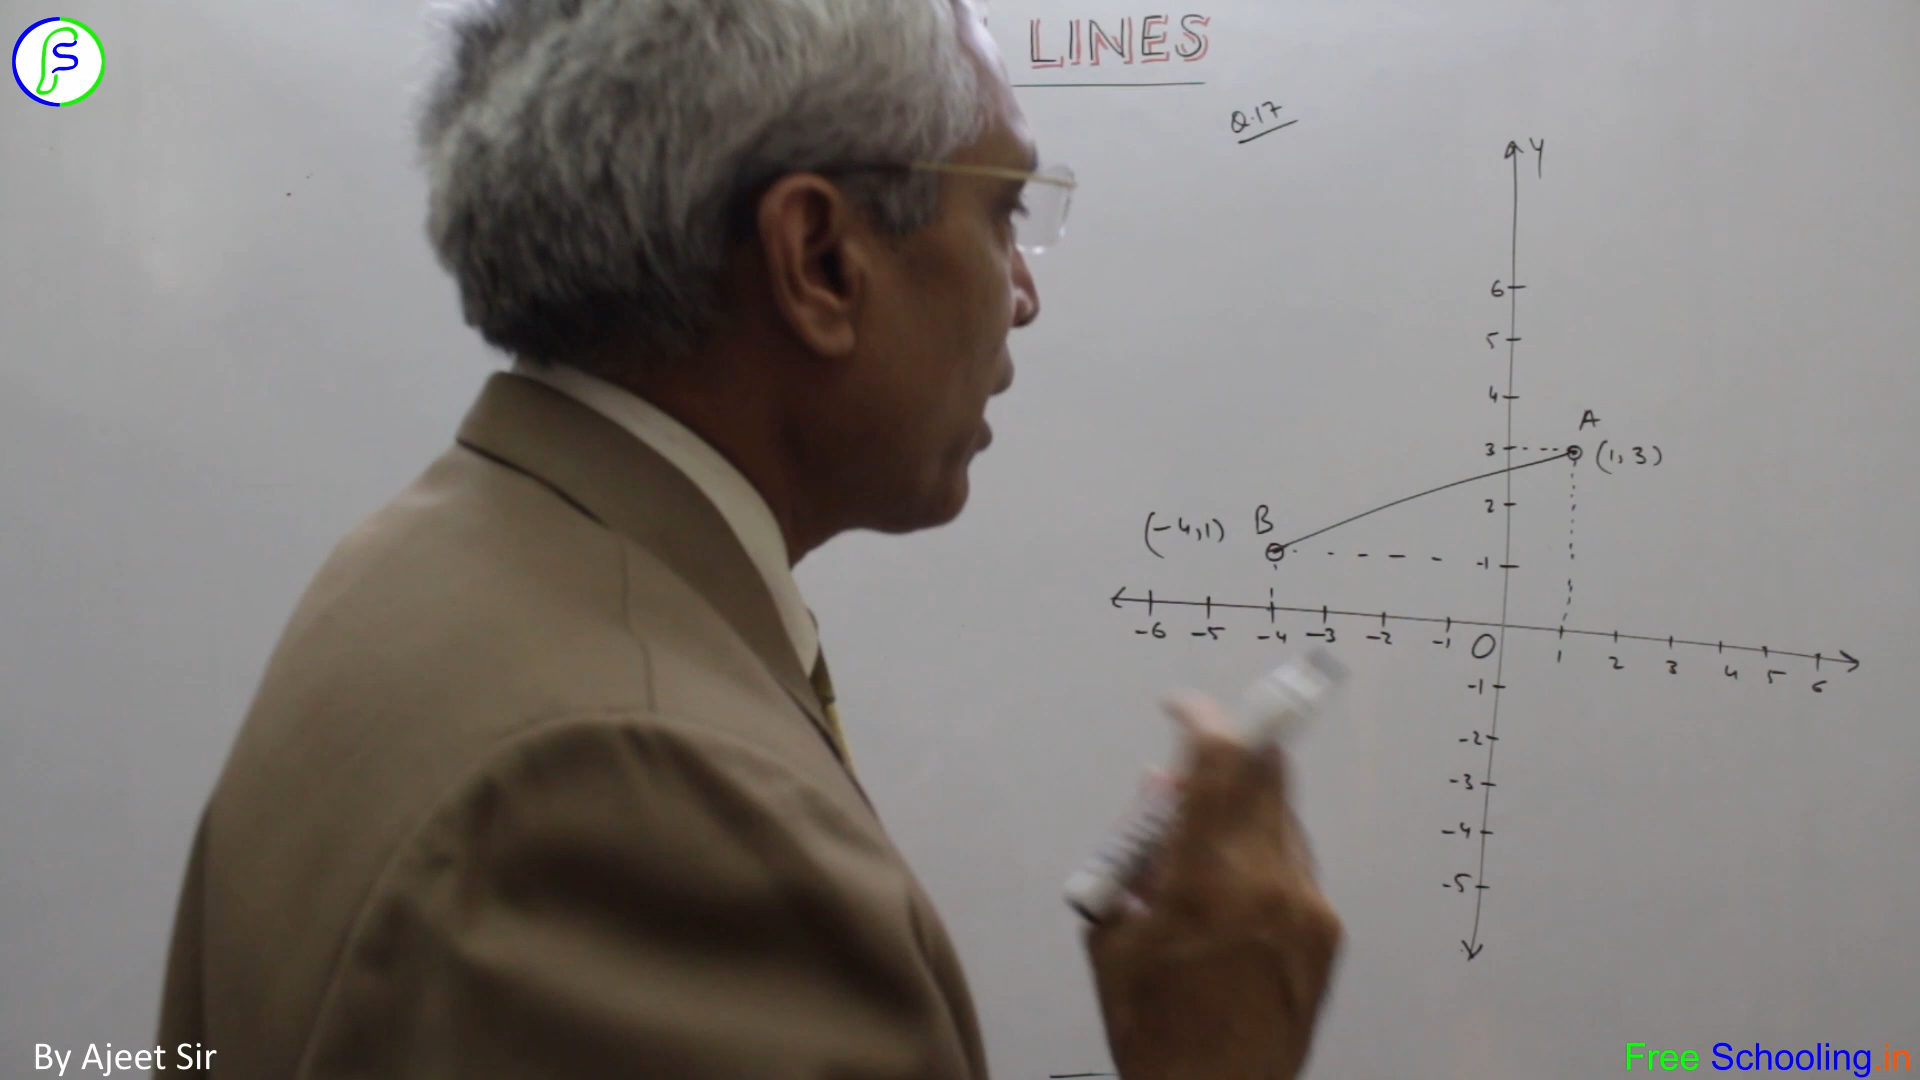 LINES
Q.17
Y
6
5
4
A
3 (1, 3)
2
(-4,1) B
-1
-6 -5 -4 -3 -2 -1 O 1 2 3 4 5 6
-1
-2
-3
-4
-5
By Ajeet Sir
Free Schooling.in